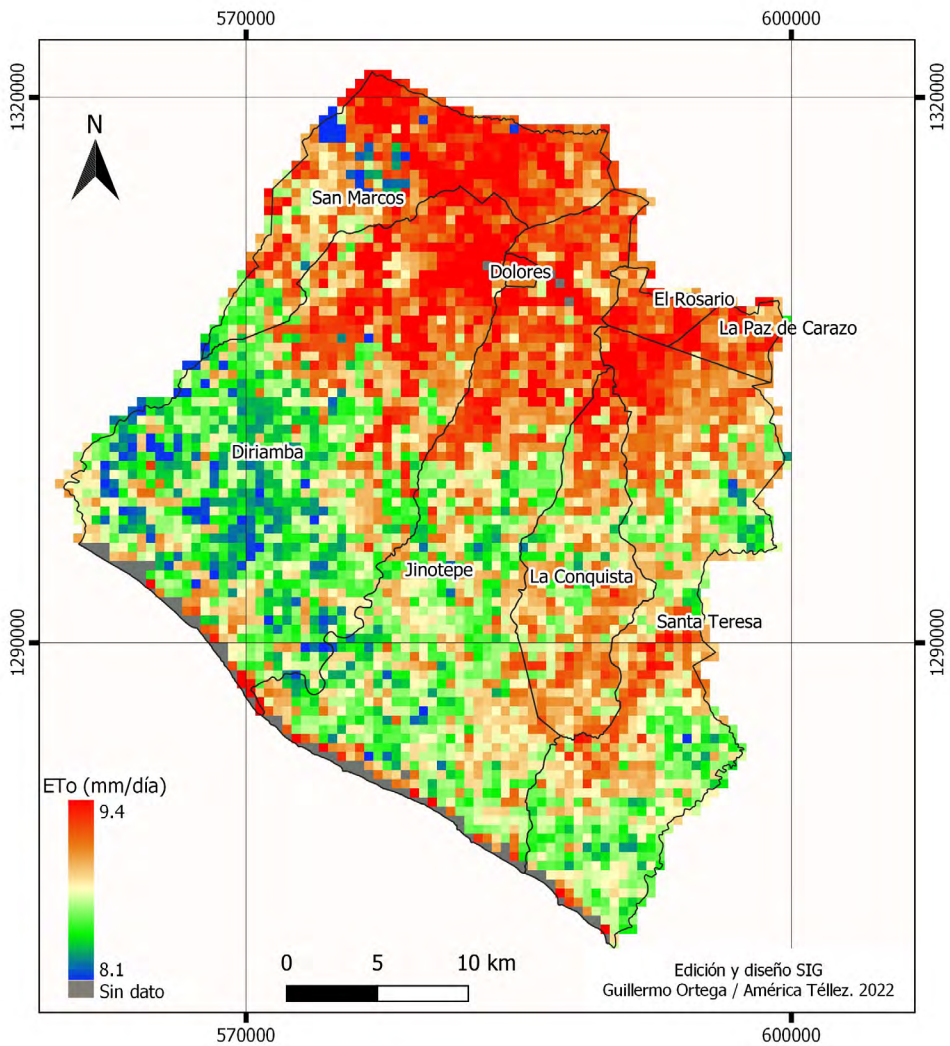 570000
600000
1320000
1320000
N
San Marcos
Dolores
El Rosario
La Paz de Carazo
Diriamba
Jinotepe
La Conquista
Santa Teresa
1290000
1290000
ETo (mm/día)
9.4
8.1
Sin dato
0
5
10 km
Edición y diseño SIG
Guillermo Ortega / América Téllez. 2022
570000
600000